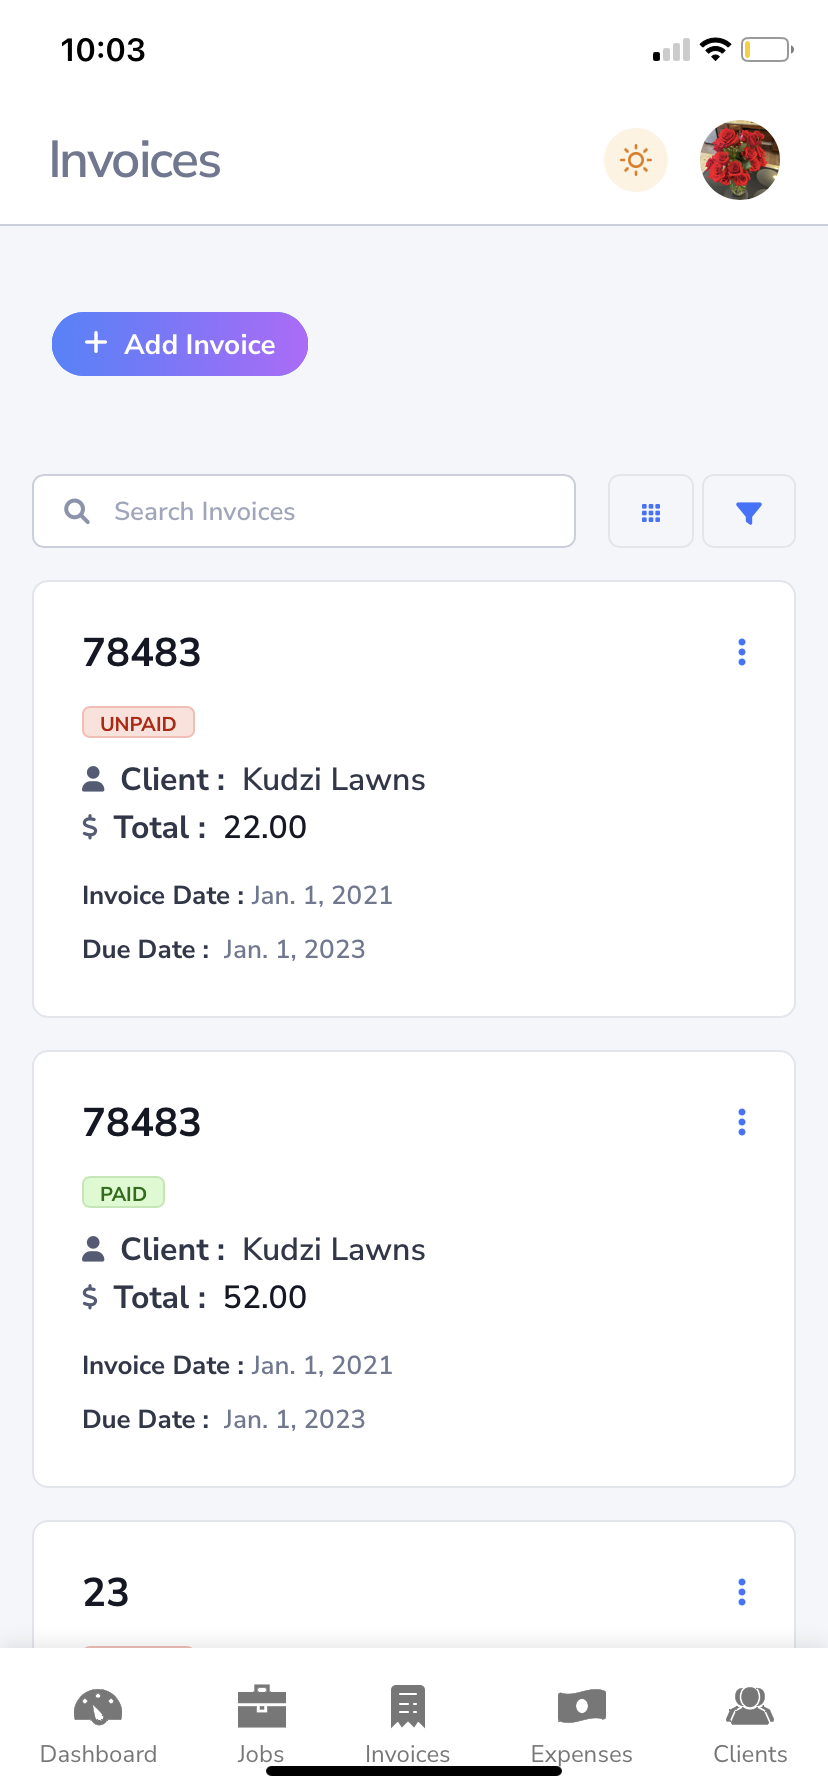 10:03
Invoices
+ Add Invoice
Search Invoices
78483
UNPAID
Client : Kudzi Lawns
$ Total : 22.00
Invoice Date : Jan. 1, 2021
Due Date : Jan. 1, 2023
78483
PAID
Client : Kudzi Lawns
$ Total : 52.00
Invoice Date : Jan. 1, 2021
Due Date : Jan. 1, 2023
23
Dashboard Jobs Invoices Expenses Clients